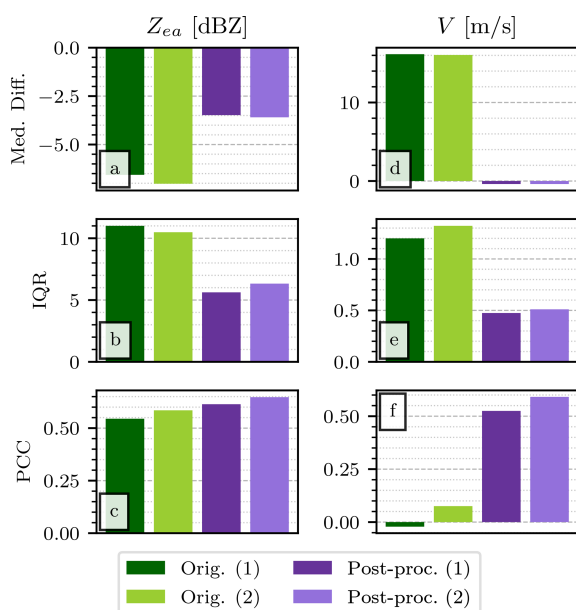 Z_ea [dBZ]
V [m/s]
Med. Diff.
0.0
−2.5
−5.0
a
10
0
d
IQR
10
5
0
b
1.0
0.5
0.0
e
PCC
0.50
0.25
0.00
c
0.50
0.25
0.00
f
Orig. (1)
Post-proc. (1)
Orig. (2)
Post-proc. (2)